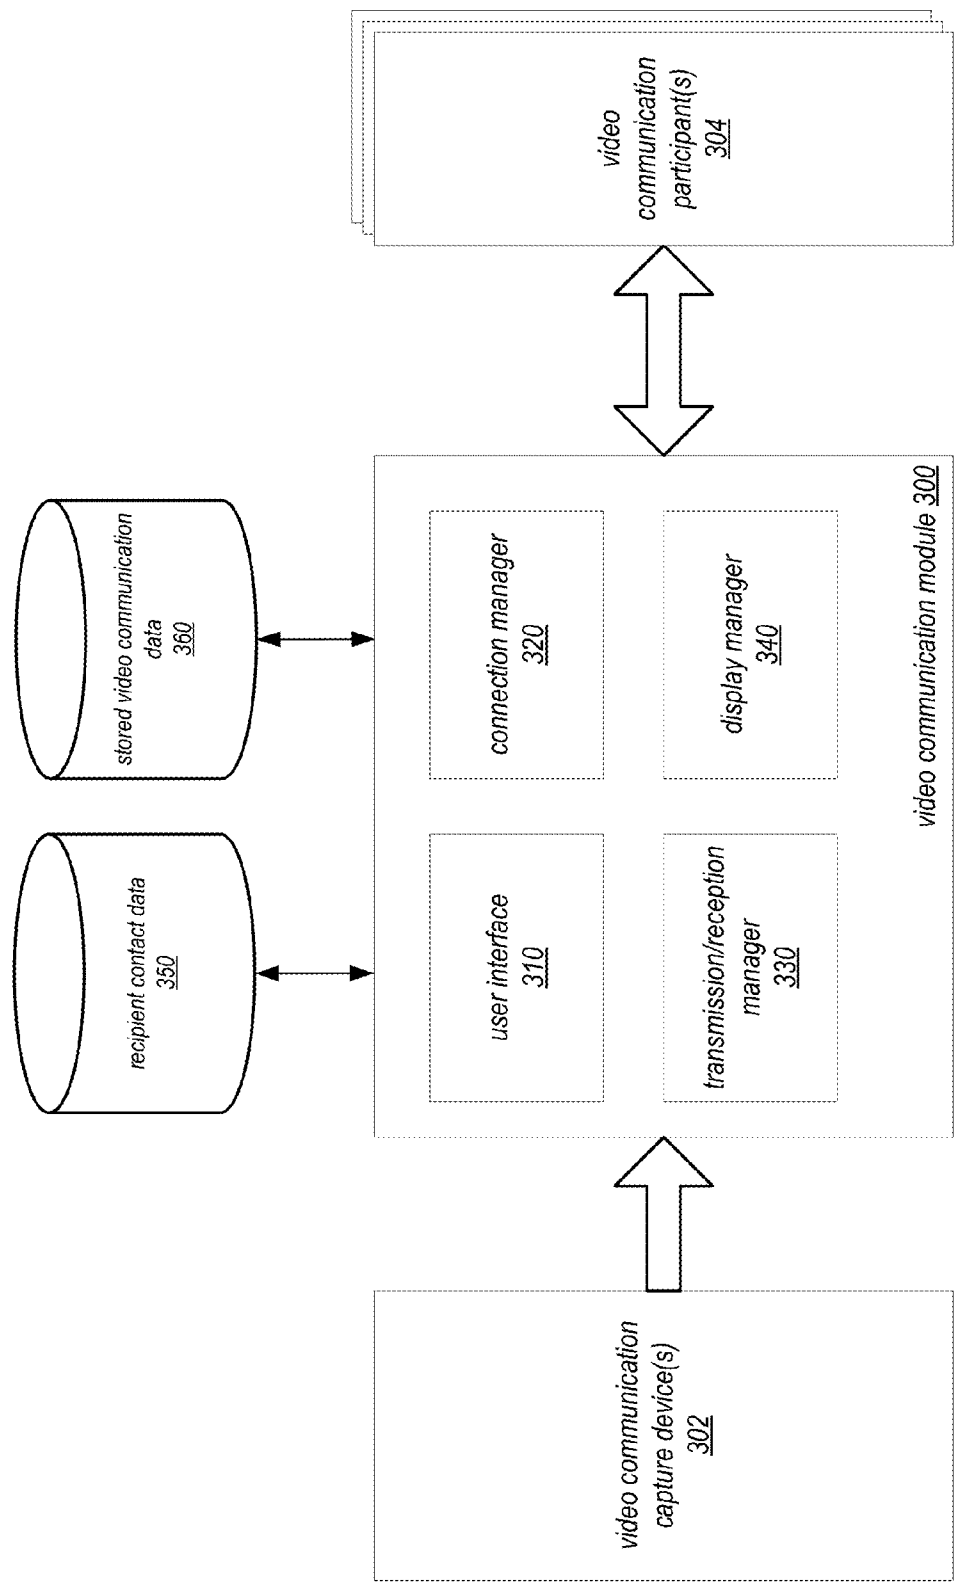 recipient contact data
350
stored video communication
data
360
video communication
capture device(s)
302
user interface
310
connection manager
320
transmission/reception
manager
330
display manager
340
video communication module 300
video
communication
participant(s)
304